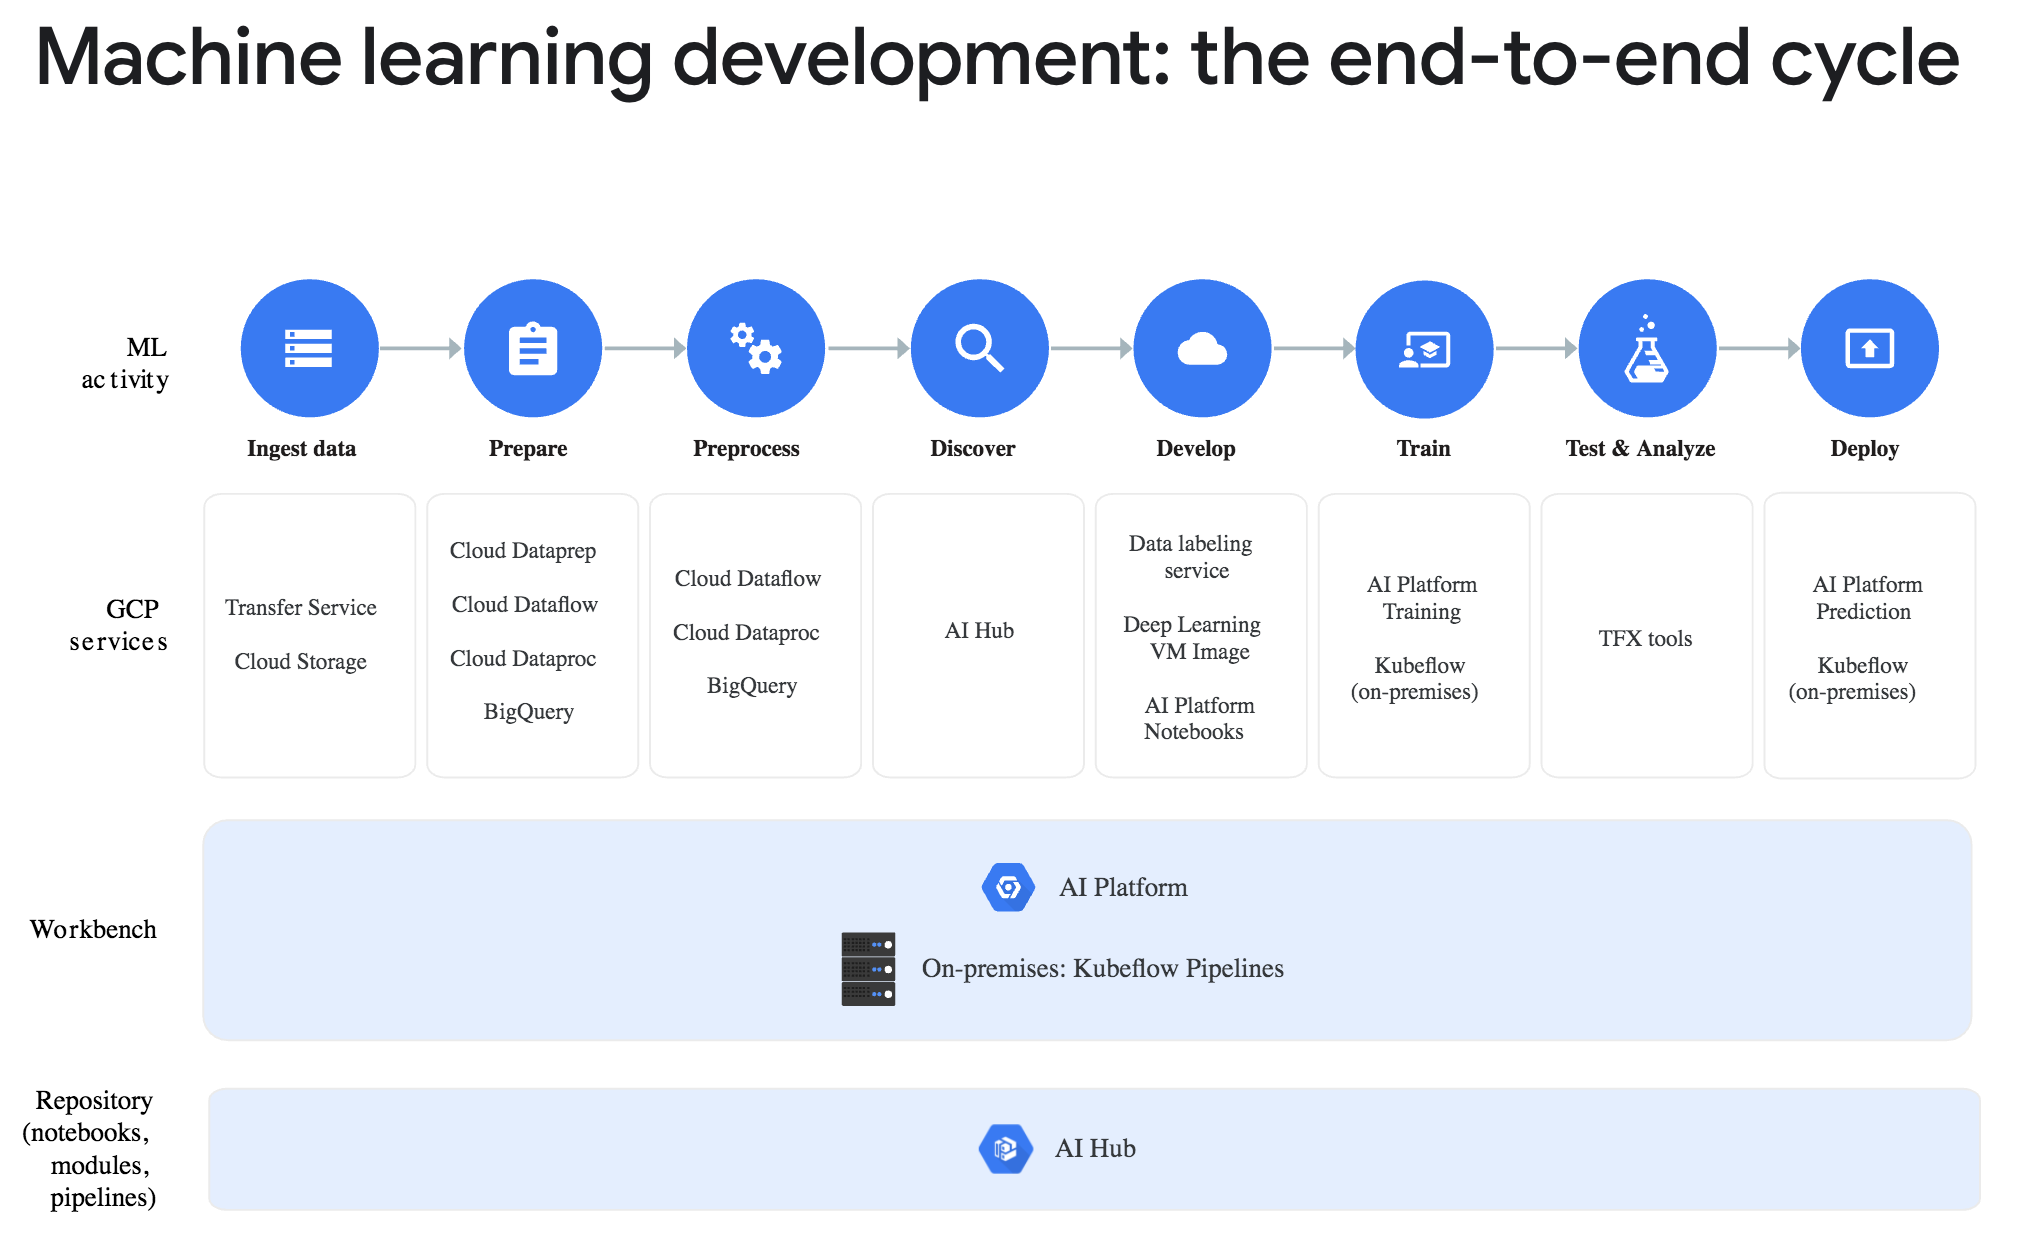 Machine learning development: the end-to-end cycle
ML
activity
Ingest data
Prepare
Preprocess
Discover
Develop
Train
Test & Analyze
Deploy
GCP
services
Transfer Service
Cloud Storage
Cloud Dataprep
Cloud Dataflow
Cloud Dataproc
BigQuery
Cloud Dataflow
Cloud Dataproc
BigQuery
AI Hub
Data labeling
service
Deep Learning
VM Image
AI Platform
Notebooks
AI Platform
Training
Kubeflow
(on-premises)
TFX tools
AI Platform
Prediction
Kubeflow
(on-premises)
Workbench
AI Platform
On-premises: Kubeflow Pipelines
Repository
(notebooks,
modules,
pipelines)
AI Hub